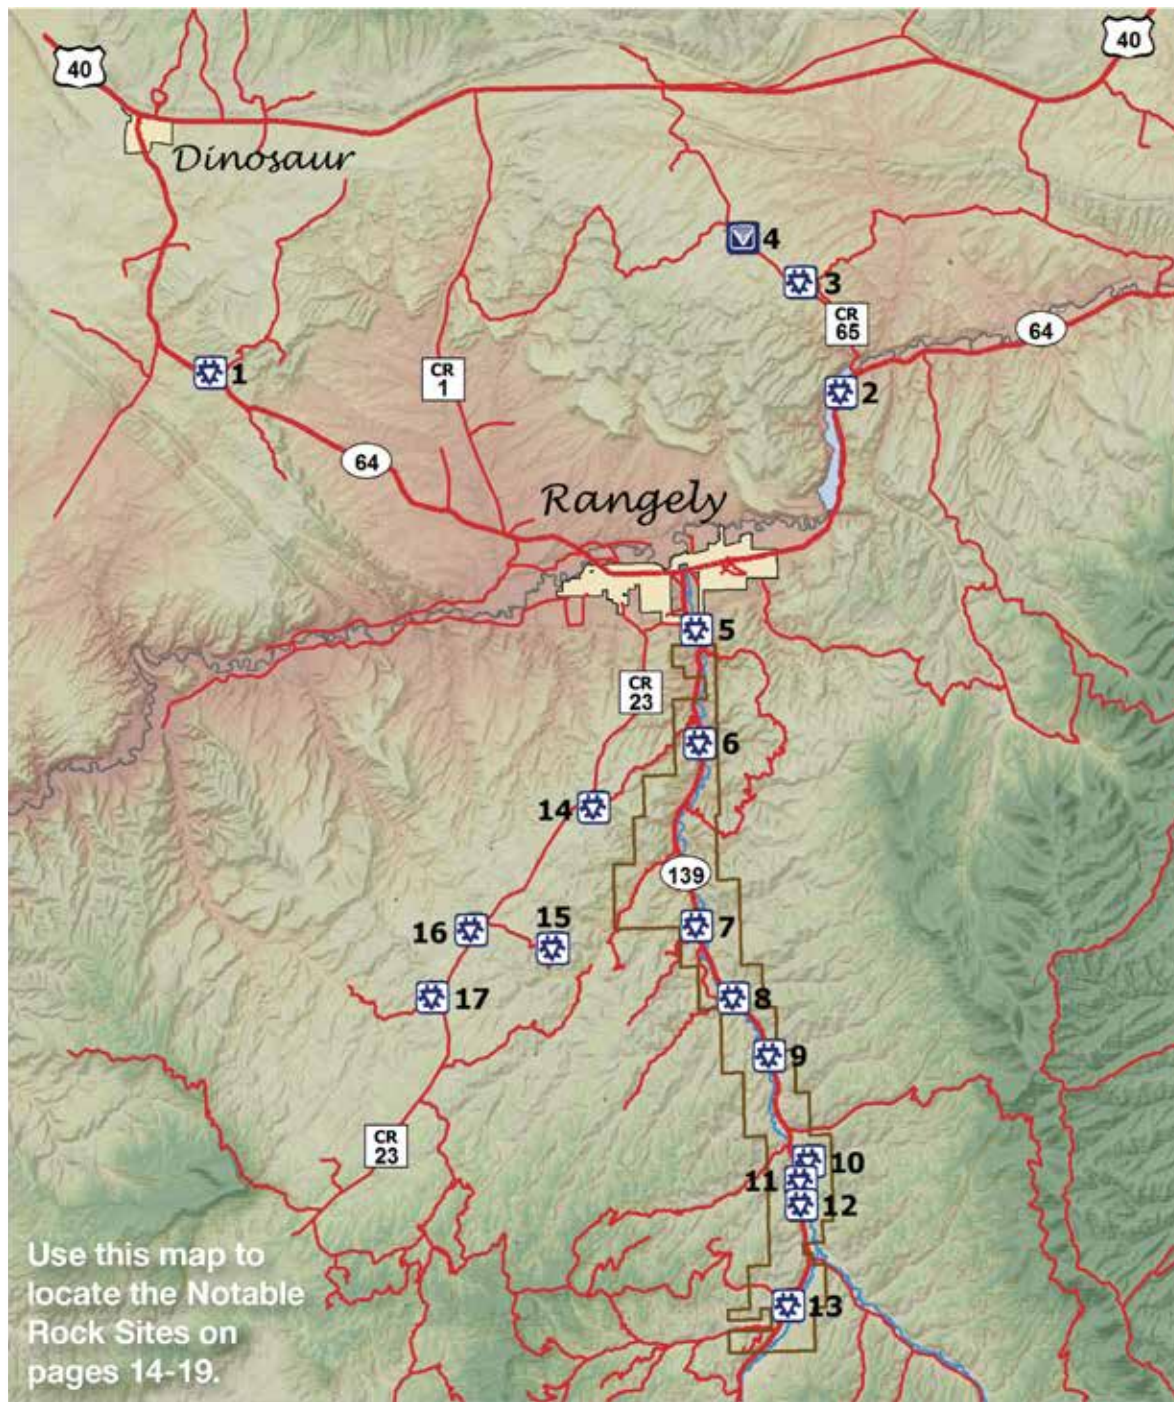 40
40
Dinosaur
4
3
CR
65
64
1
CR
1
2
64
Rangely
5
CR
23
6
14
139
7
16
15
17
8
9
CR
23
10
11
12
13
Use this map to
locate the Notable
Rock Sites on
pages 14-19.